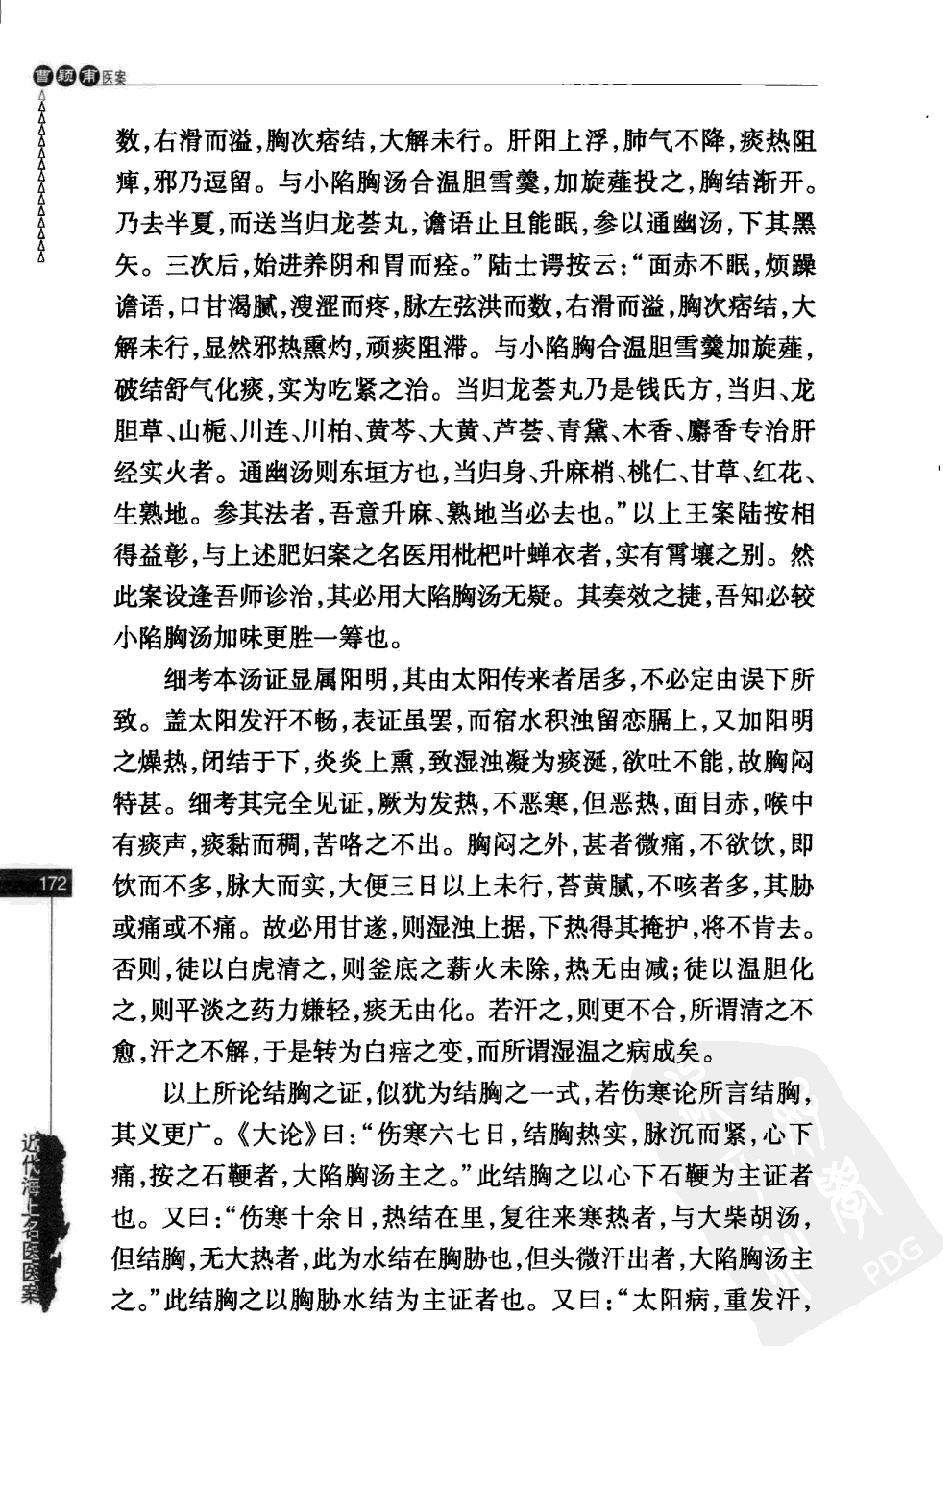 曹颖甫医案
数,右滑而溢,胸次痞结,大解未行。肝阳上浮,肺气不降,痰热阻
痺,邪乃逗留。与小陷胸汤合温胆雪羹,加旋薤投之,胸结渐开。
乃去半夏,而送当归龙荟丸,谵语止且能眠,参以通幽汤,下其黑
矢。三次后,始进养阴和胃而痊。”陆士谔按云:“面赤不眠,烦躁
谵语,口甘渴腻,溲涩而疼,脉左弦洪而数,右滑而溢,胸次痞结,大
解未行,显然邪热熏灼,顽痰阻滞。与小陷胸合温胆雪羹加旋薤,
破结舒气化痰,实为吃紧之治。当归龙荟丸乃是钱氏方,当归、龙
胆草、山栀、川连、川柏、黄芩、大黄、芦荟、青黛、木香、麝香专治肝
经实火者。通幽汤则东垣方也,当归身、升麻梢、桃仁、甘草、红花、
生熟地。参其法者,吾意升麻、熟地当必去也。”以上王案陆按相
得益彰,与上述肥妇案之名医用枇杷叶蝉衣者,实有霄壤之别。然
此案设逢吾师诊治,其必用大陷胸汤无疑。其奏效之捷,吾知必较
小陷胸汤加味更胜一筹也。
细考本汤证显属阳明,其由太阳传来者居多,不必定由误下所
致。盖太阳发汗不畅,表证虽罢,而宿水积浊留恋膈上,又加阳明
之燥热,闭结于下,炎炎上熏,致湿浊凝为痰涎,欲吐不能,故胸闷
特甚。细考其完全见证,厥为发热,不恶寒,但恶热,面目赤,喉中
有痰声,痰黏而稠,苦咯之不出。胸闷之外,甚者微痛,不欲饮,即
饮而不多,脉大而实,大便三日以上未行,苔黄腻,不咳者多,其胁
或痛或不痛。故必用甘遂,则湿浊上据,下热得其掩护,将不肯去。
否则,徒以白虎清之,则釜底之薪火未除,热无由减;徒以温胆化
之,则平淡之药力嫌轻,痰无由化。若汗之,则更不合,所谓清之不
愈,汗之不解,于是转为白㾦之变,而所谓湿温之病成矣。
以上所论结胸之证,似犹为结胸之一式,若伤寒论所言结胸,
其义更广。《大论》曰:“伤寒六七日,结胸热实,脉沉而紧,心下
痛,按之石鞕者,大陷胸汤主之。”此结胸之以心下石鞕为主证者
也。又曰:“伤寒十余日,热结在里,复往来寒热者,与大柴胡汤,
但结胸,无大热者,此为水结在胸胁也,但头微汗出者,大陷胸汤主
之。”此结胸之以胸胁水结为主证者也。又曰:“太阳病,重发汗,
172
近代海上名医医案
PDG